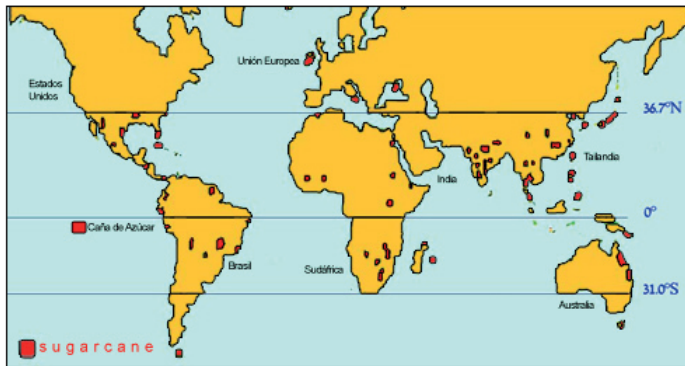 Unión Europea
Estados
Unidos
36.7°N
Tailandia
India
0°
Caña de Azúcar
Brasil
Sudáfrica
31.0°S
Australia
sugarcane